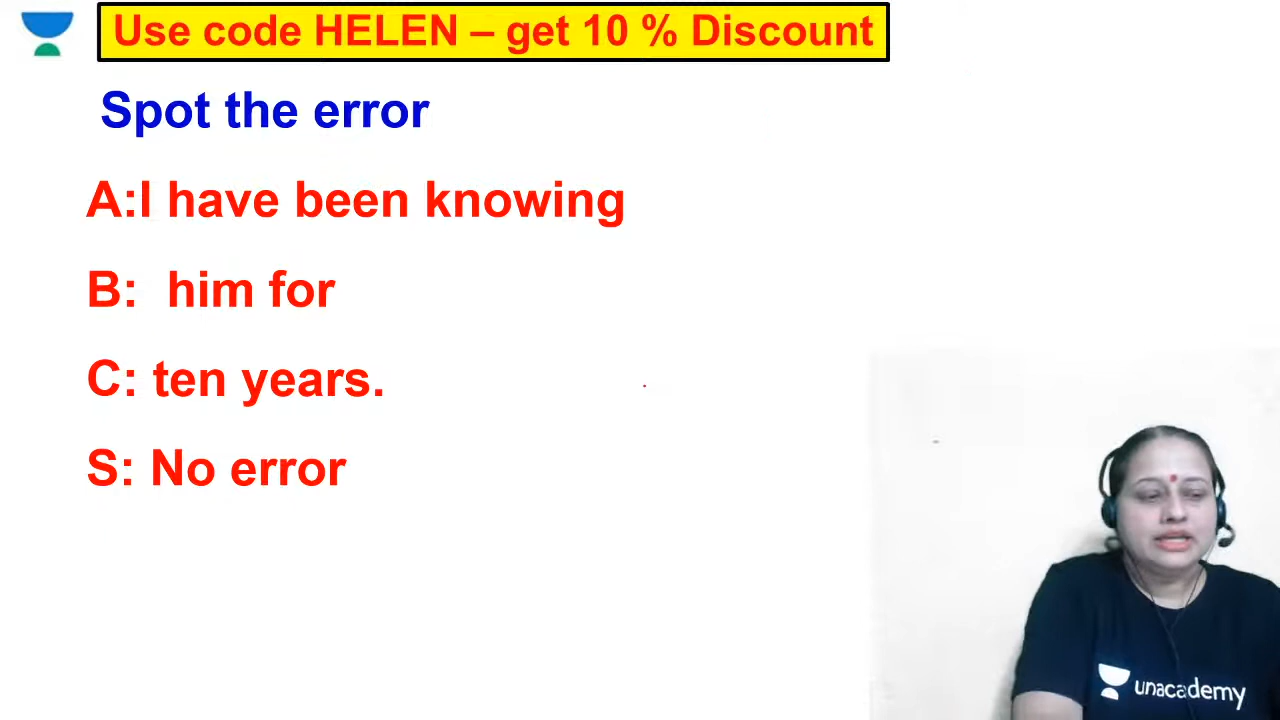 Use code HELEN – get 10 % Discount
Spot the error
A:I have been knowing
B: him for
C: ten years.
S: No error
unacademy